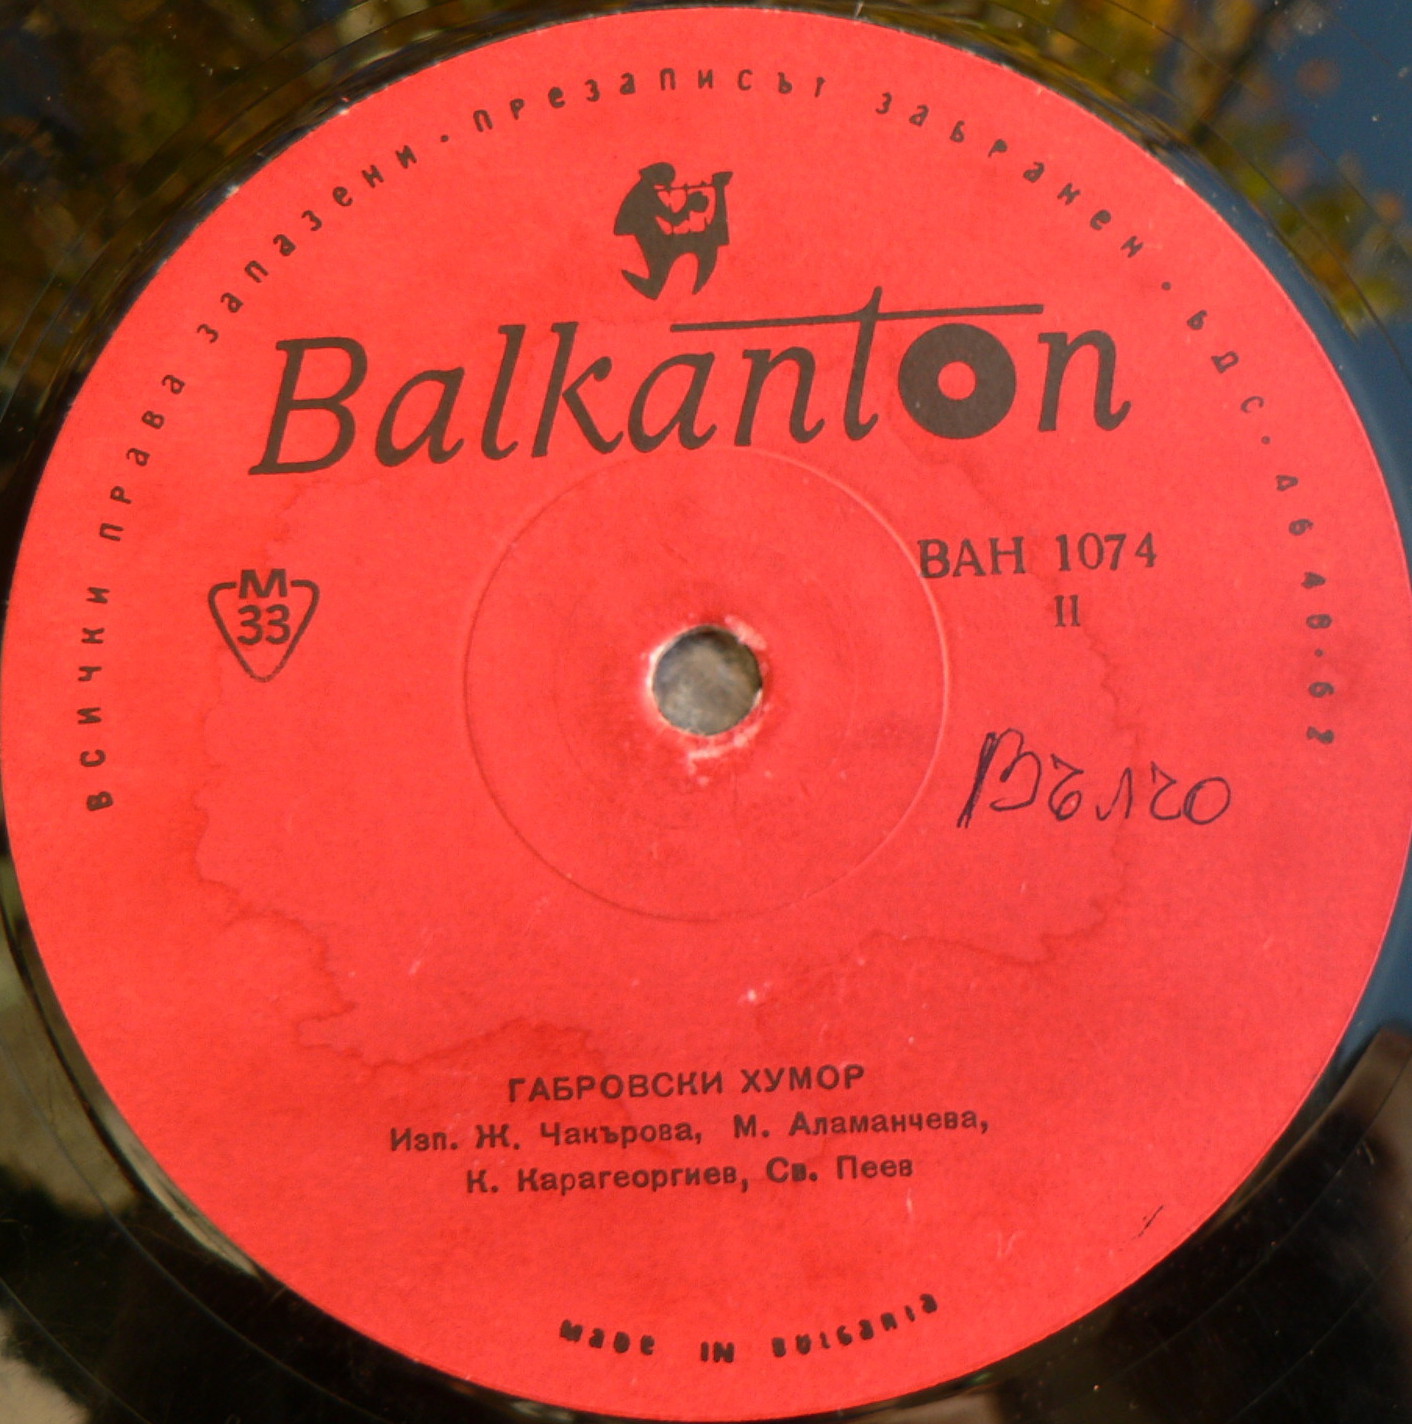 ВСИЧКИ ПРАВА ЗАПАЗЕНИ · ПРЕЗАПИСЪТ ЗАБРАНЕН · БДС · 4648·62
Balkanton
ВАН 1074
II
М
33
Вълчо
ГАБРОВСКИ ХУМОР
Изп. Ж. Чакърова, М. Аламанчева,
К. Карагеоргиев, Св. Пеев
MADE IN BULGARIA